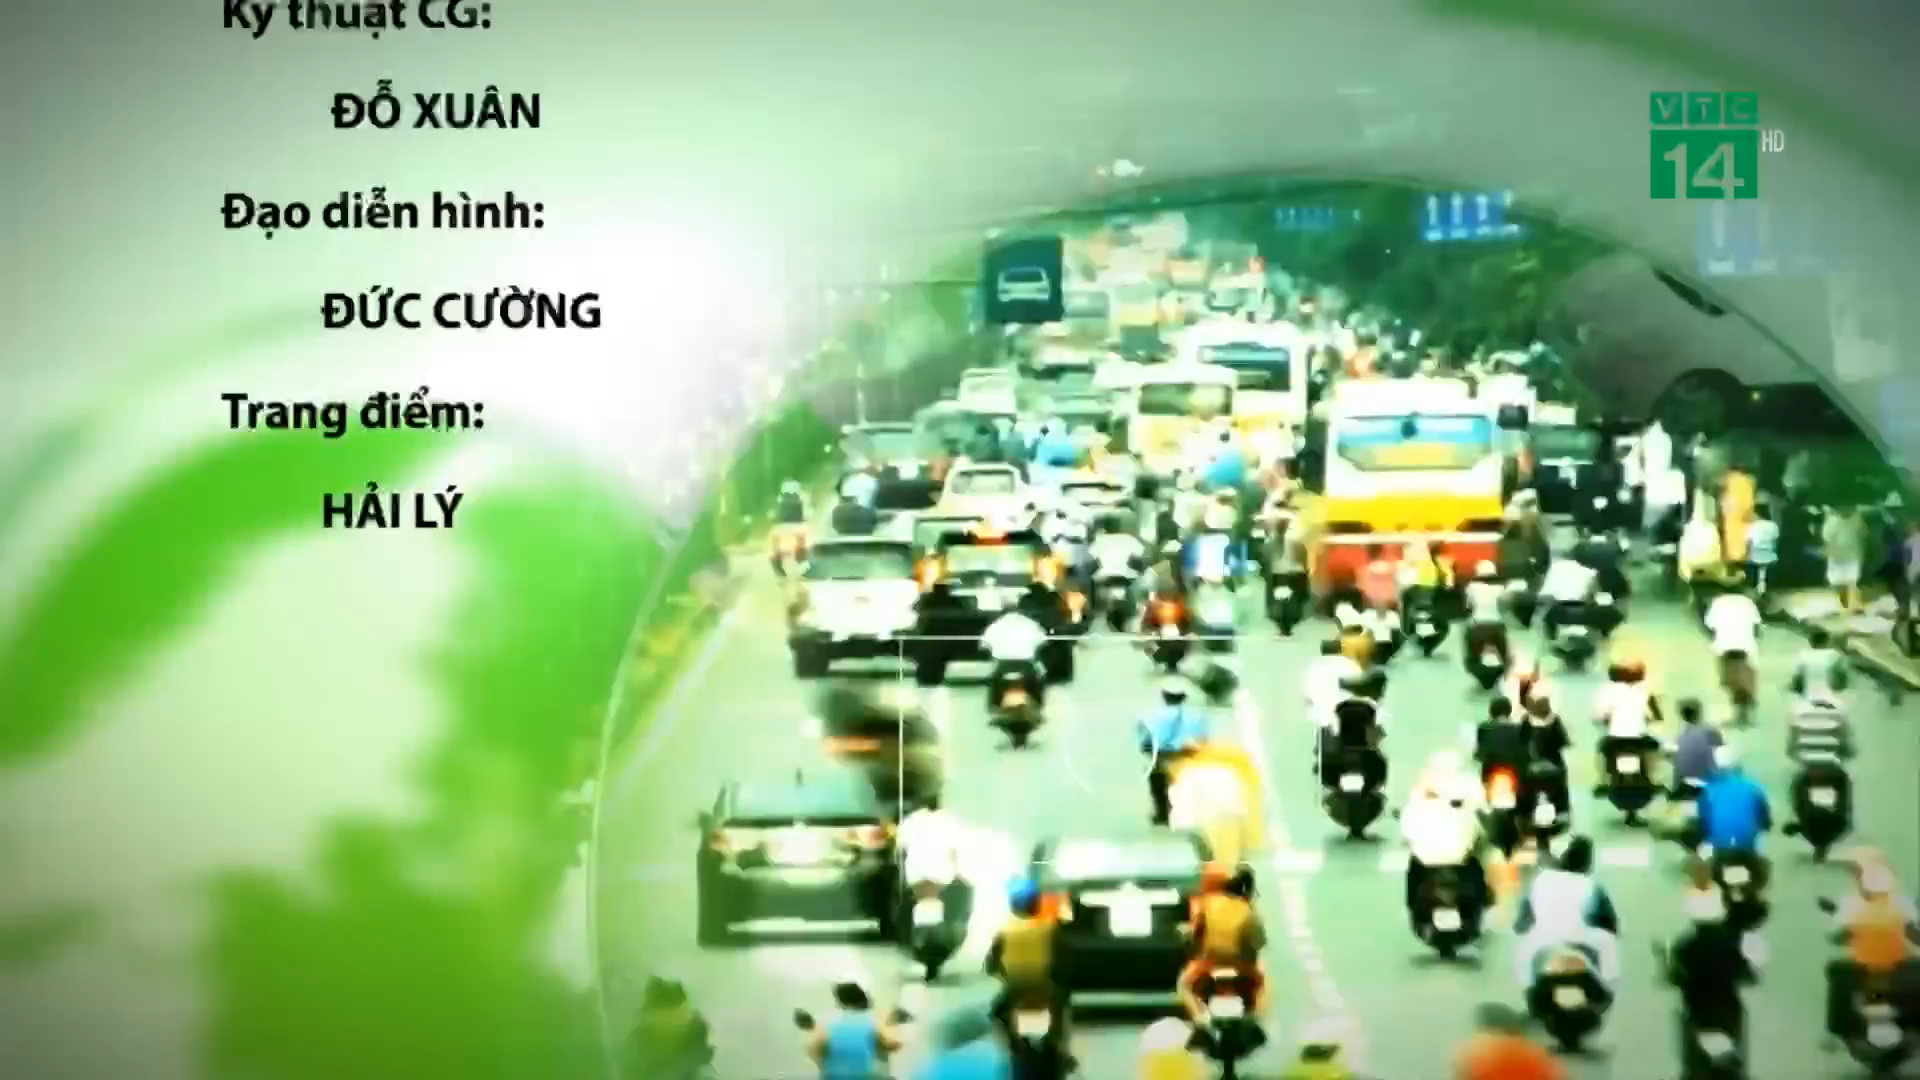 Kỹ thuật CG:
ĐỖ XUÂN
Đạo diễn hình:
ĐỨC CƯỜNG
Trang điểm:
HẢI LÝ
VTC
14 HD